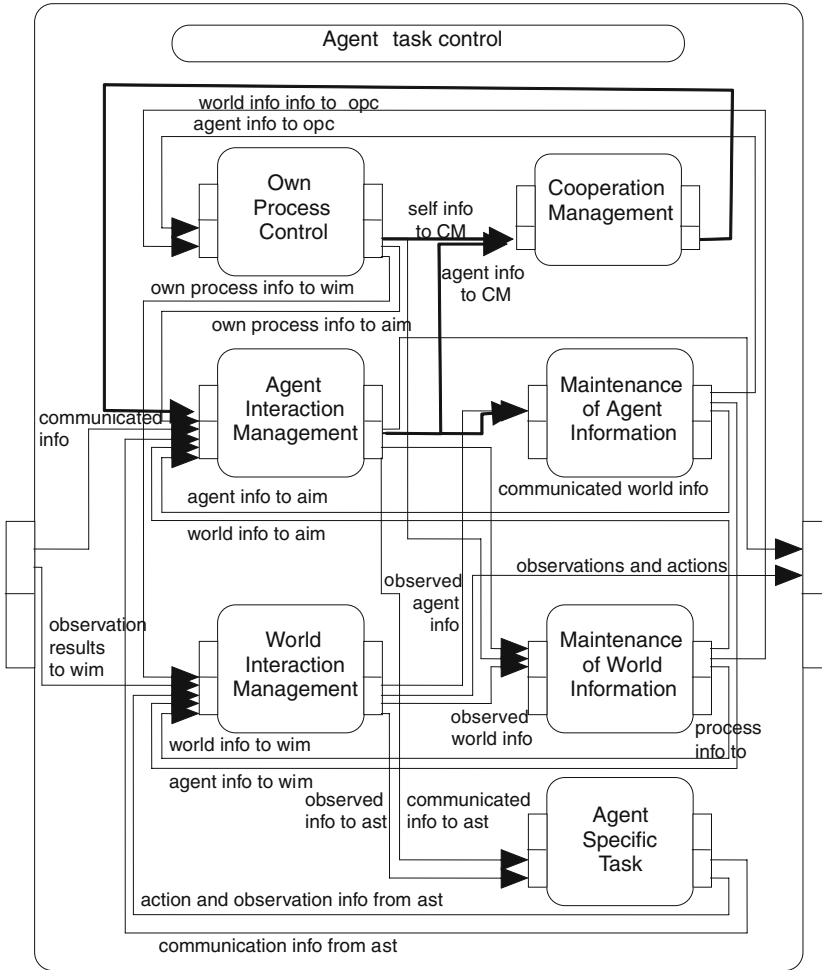 Agent task control
world info info to opc
agent info to opc
Own
Process
Control
Cooperation
Management
self info
to CM
agent info
to CM
own process info to wim
own process info to aim
Agent
Interaction
Management
Maintenance
of Agent
Information
communicated
info
agent info to aim
communicated world info
world info to aim
observed
agent
info
observations and actions
observation
results
to wim
World
Interaction
Management
Maintenance
of World
Information
observed
world info
process
info to
world info to wim
agent info to wim
observed
info to ast
communicated
info to ast
Agent
Specific
Task
action and observation info from ast
communication info from ast